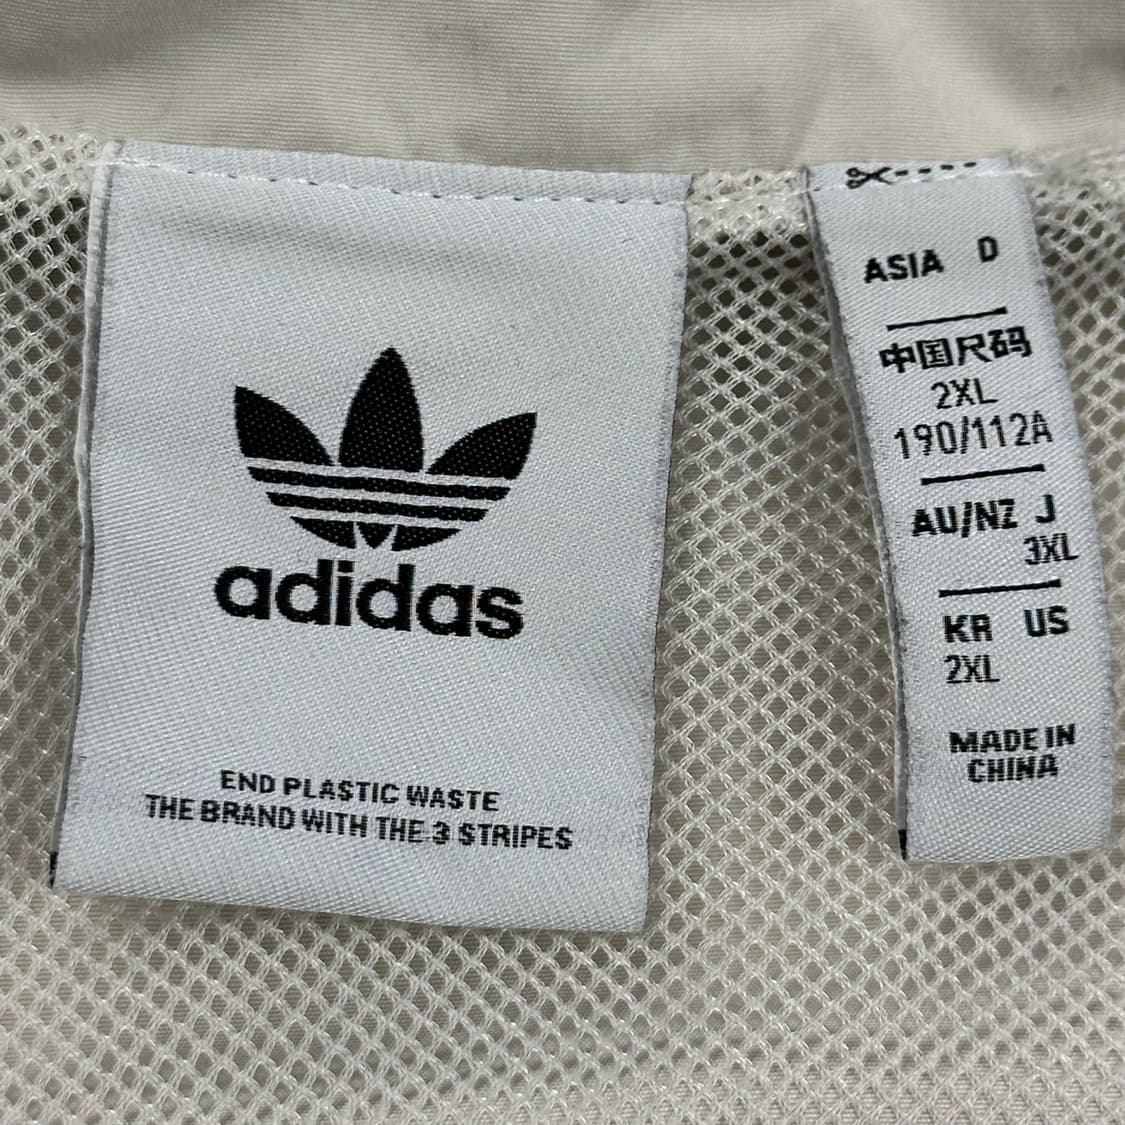 adidas
END PLASTIC WASTE
THE BRAND WITH THE 3 STRIPES
ASIA D
中国尺码
2XL
190/112A
AU/NZ J
3XL
KR US
2XL
MADE IN
CHINA